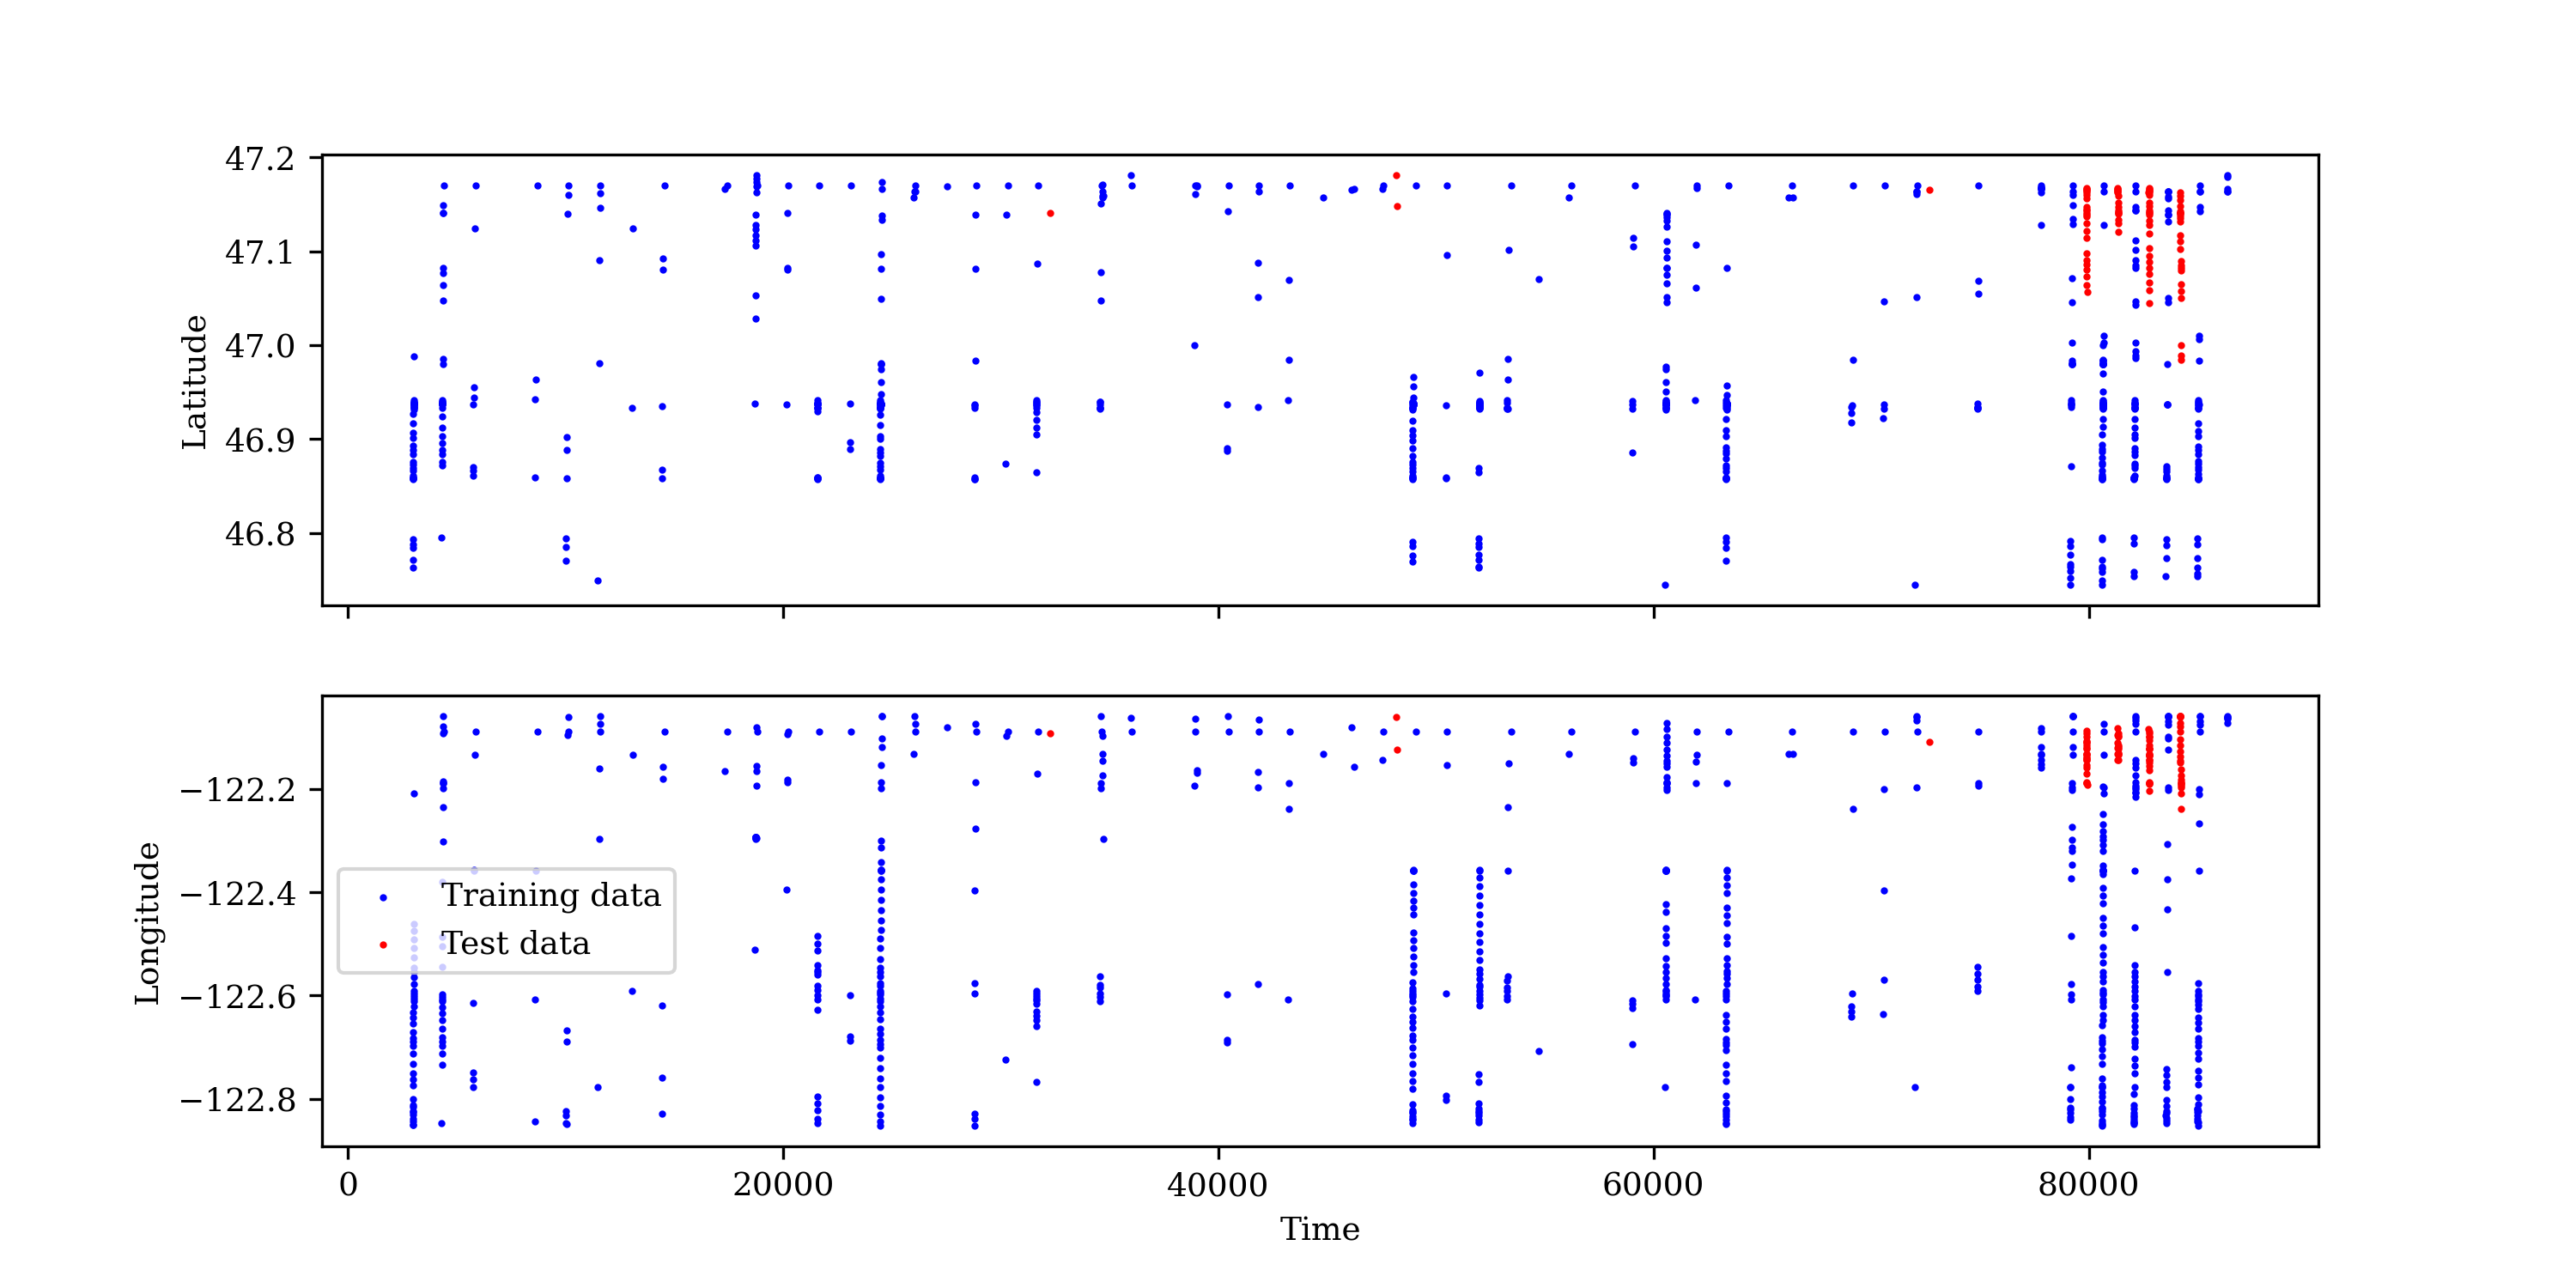 47.2
47.1
47.0
46.9
46.8
Latitude
−122.2
−122.4
−122.6
−122.8
Longitude
Training data
Test data
0 20000 40000 60000 80000
Time